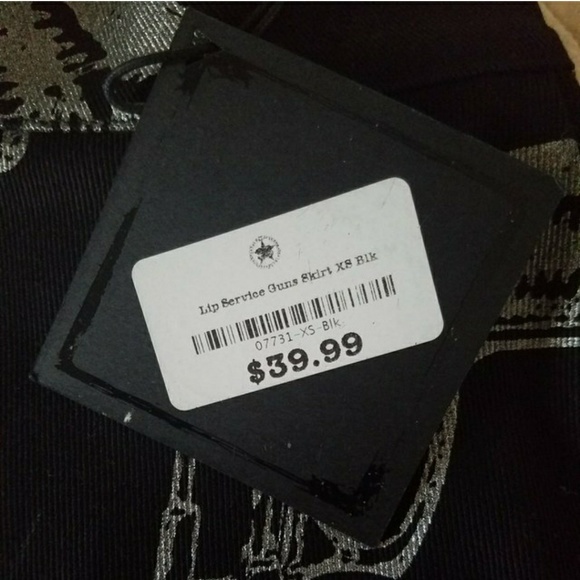 Lip Service Guns Skirt XS Blk
07731-XS-Blk
$39.99